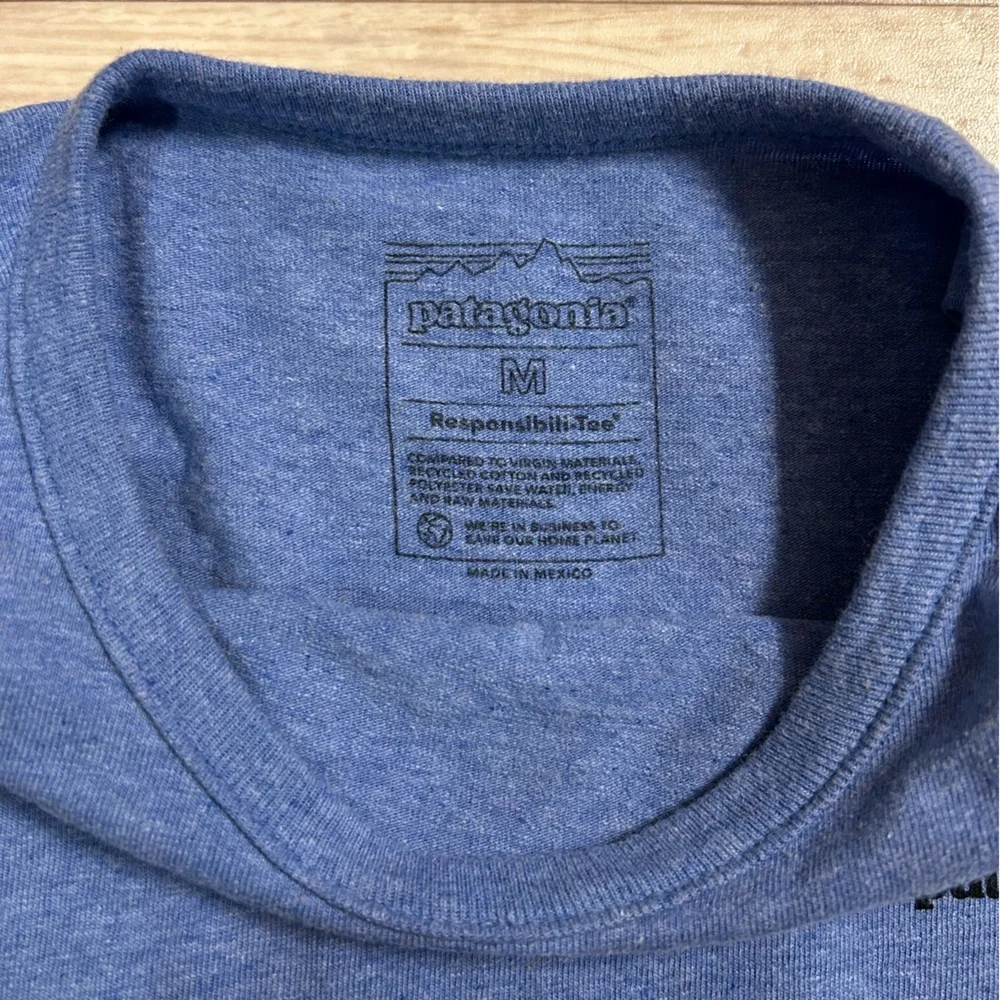 patagonia®
M
Responsibili-Tee®
COMPARED TO VIRGIN MATERIALS,
RECYCLED COTTON AND RECYCLED
POLYESTER SAVE WATER, ENERGY
AND RAW MATERIALS.
WE'RE IN BUSINESS TO
SAVE OUR HOME PLANET
MADE IN MEXICO